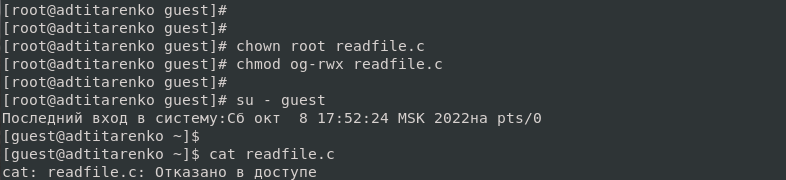 [root@adtitarenko guest]#
[root@adtitarenko guest]#
[root@adtitarenko guest]# chown root readfile.c
[root@adtitarenko guest]# chmod og-rwx readfile.c
[root@adtitarenko guest]#
[root@adtitarenko guest]# su - guest
Последний вход в систему:Сб окт  8 17:52:24 MSK 2022на pts/0
[guest@adtitarenko ~]$
[guest@adtitarenko ~]$ cat readfile.c
cat: readfile.c: Отказано в доступе